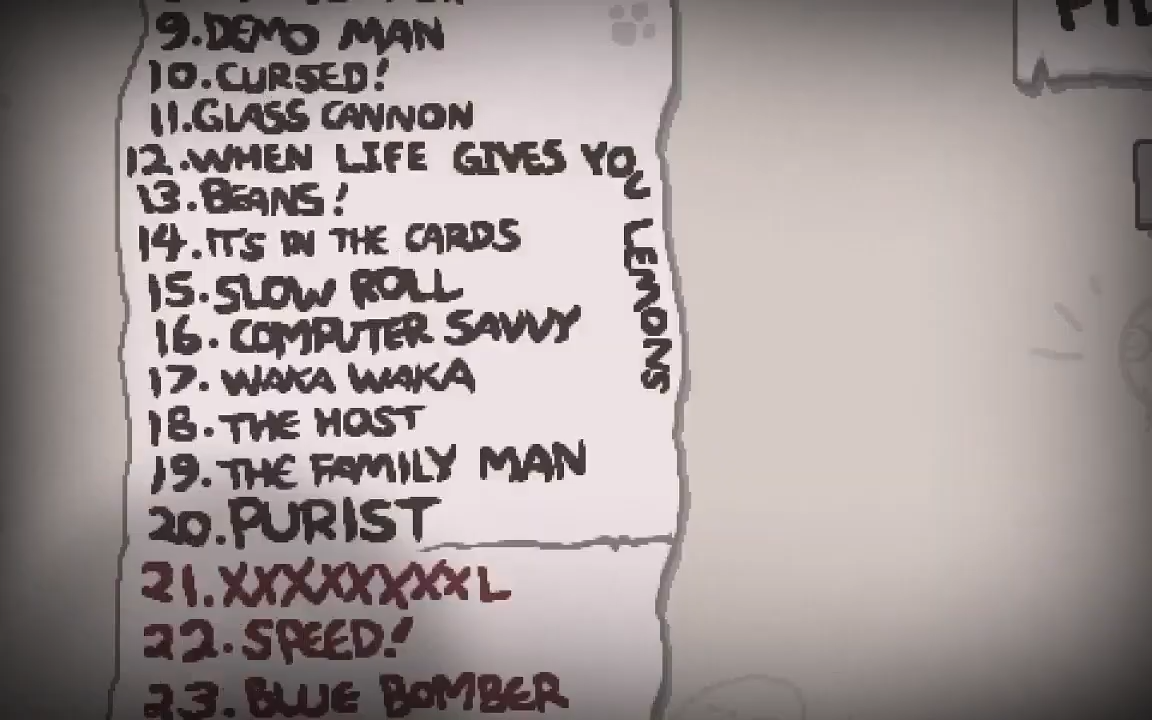 9.DEMO MAN
10.CURSED!
11.GLASS CANNON
12.WHEN LIFE GIVES YOU LEMONS
13.BEANS!
14.IT'S IN THE CARDS
15.SLOW ROLL
16.COMPUTER SAVVY
17.WAKA WAKA
18.THE HOST
19.THE FAMILY MAN
20.PURIST
21.XXXXXXXXL
22.SPEED!
23.BLUE BOMBER